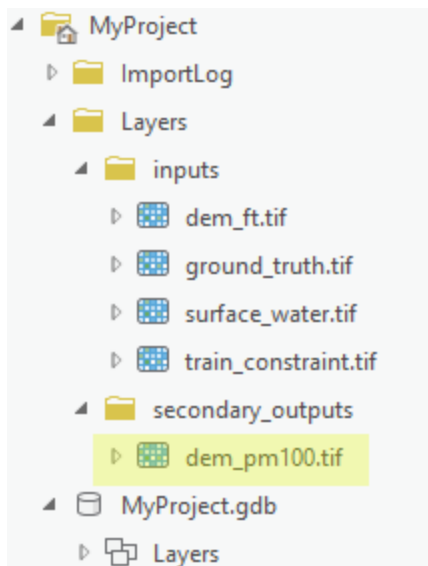 MyProject
ImportLog
Layers
inputs
dem_ft.tif
ground_truth.tif
surface_water.tif
train_constraint.tif
secondary_outputs
dem_pm100.tif
MyProject.gdb
Layers